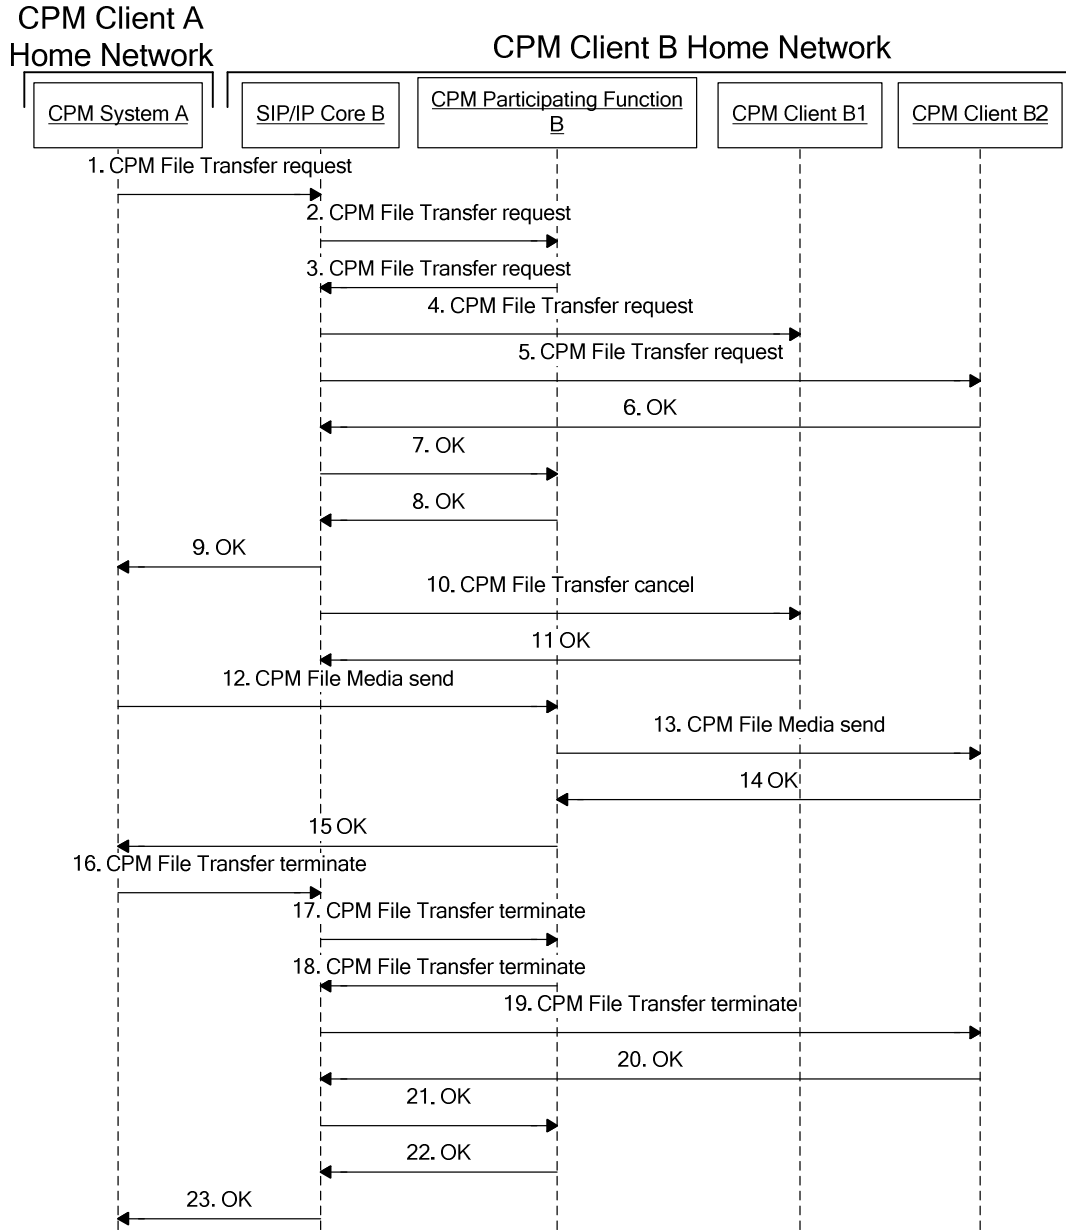 CPM Client A
Home Network
CPM Client B Home Network
CPM System A
SIP/IP Core B
CPM Participating Function
B
CPM Client B1
CPM Client B2
1. CPM File Transfer request
2. CPM File Transfer request
3. CPM File Transfer request
4. CPM File Transfer request
5. CPM File Transfer request
6. OK
7. OK
8. OK
9. OK
10. CPM File Transfer cancel
11 OK
12. CPM File Media send
13. CPM File Media send
14 OK
15 OK
16. CPM File Transfer terminate
17. CPM File Transfer terminate
18. CPM File Transfer terminate
19. CPM File Transfer terminate
20. OK
21. OK
22. OK
23. OK